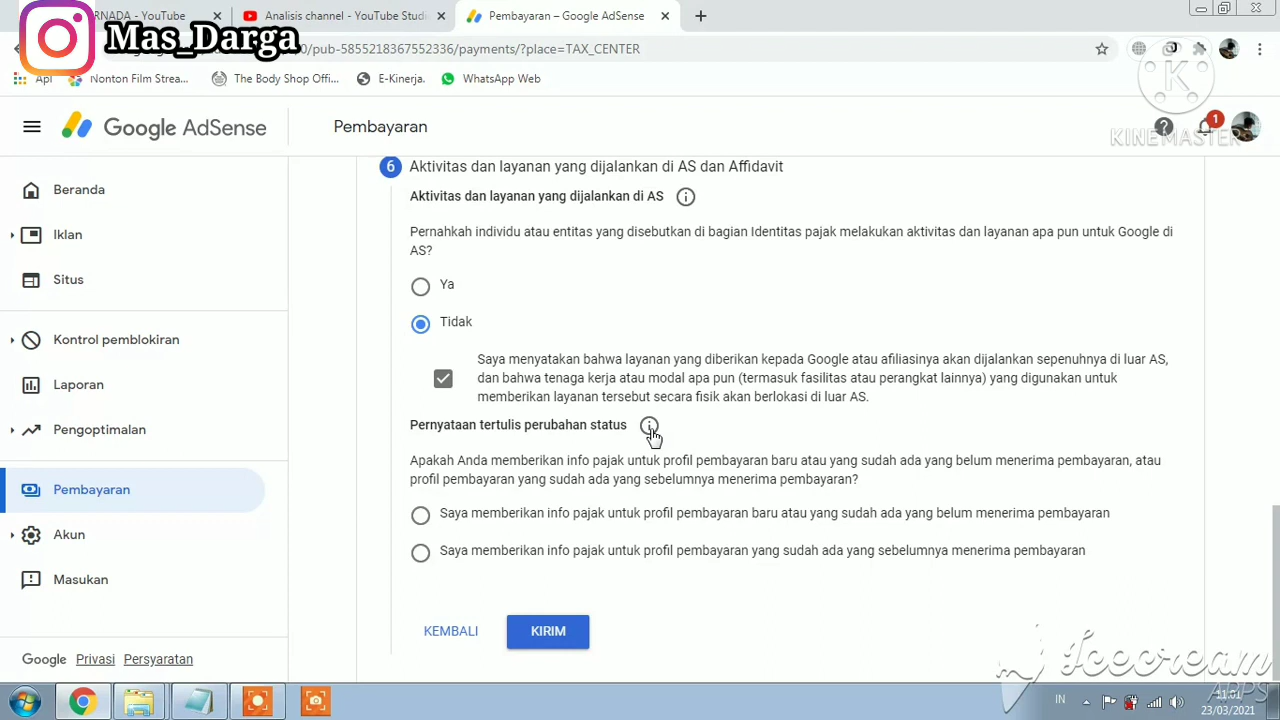 RNADA - YouTube
Analisis channel - YouTube Studi
Pembayaran – Google AdSense
Mas_Darga
0/pub-5855218367552336/payments/?place=TAX_CENTER
Apl
Nonton Film Strea...
The Body Shop Offi...
E-Kinerja.
WhatsApp Web
K
KINEMASTER
Google AdSense
Pembayaran
1
Beranda
Iklan
Situs
Kontrol pemblokiran
Laporan
Pengoptimalan
Pembayaran
Akun
Masukan
Google Privasi Persyaratan
6 Aktivitas dan layanan yang dijalankan di AS dan Affidavit
Aktivitas dan layanan yang dijalankan di AS
Pernahkah individu atau entitas yang disebutkan di bagian Identitas pajak melakukan aktivitas dan layanan apa pun untuk Google di
AS?
Ya
Tidak
Saya menyatakan bahwa layanan yang diberikan kepada Google atau afiliasinya akan dijalankan sepenuhnya di luar AS,
dan bahwa tenaga kerja atau modal apa pun (termasuk fasilitas atau perangkat lainnya) yang digunakan untuk
memberikan layanan tersebut secara fisik akan berlokasi di luar AS.
Pernyataan tertulis perubahan status
Apakah Anda memberikan info pajak untuk profil pembayaran baru atau yang sudah ada yang belum menerima pembayaran, atau
profil pembayaran yang sudah ada yang sebelumnya menerima pembayaran?
Saya memberikan info pajak untuk profil pembayaran baru atau yang sudah ada yang belum menerima pembayaran
Saya memberikan info pajak untuk profil pembayaran yang sudah ada yang sebelumnya menerima pembayaran
KEMBALI
KIRIM
Icecream
APPS
IN
11:01
23/03/2021